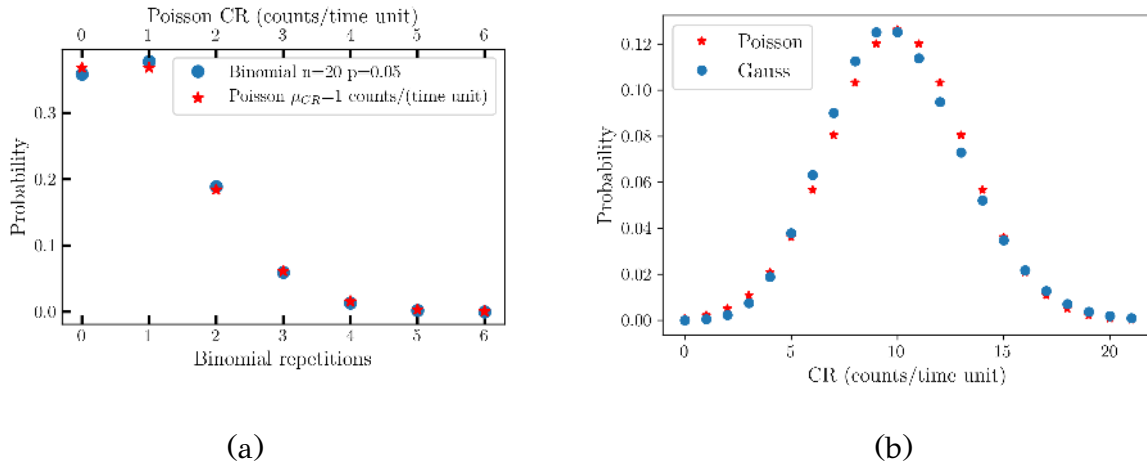 Poisson CR (counts/time unit)
0 1 2 3 4 5 6
Binomial n=20 p=0.05
Poisson μCR=1 counts/(time unit)
Probability
0.3
0.2
0.1
0.0
0 1 2 3 4 5 6
Binomial repetitions
(a)
Poisson
Gauss
Probability
0.12
0.10
0.08
0.06
0.04
0.02
0.00
0 5 10 15 20
CR (counts/time unit)
(b)